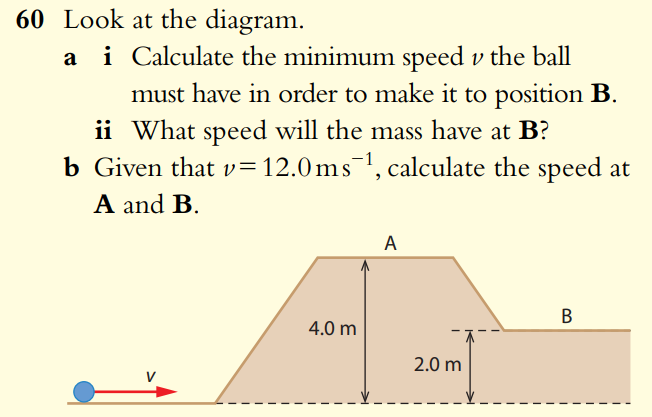 60 Look at the diagram.
a i Calculate the minimum speed v the ball
must have in order to make it to position B.
ii What speed will the mass have at B?
b Given that v = 12.0 m s⁻¹, calculate the speed at
A and B.
A
4.0 m
B
2.0 m
v